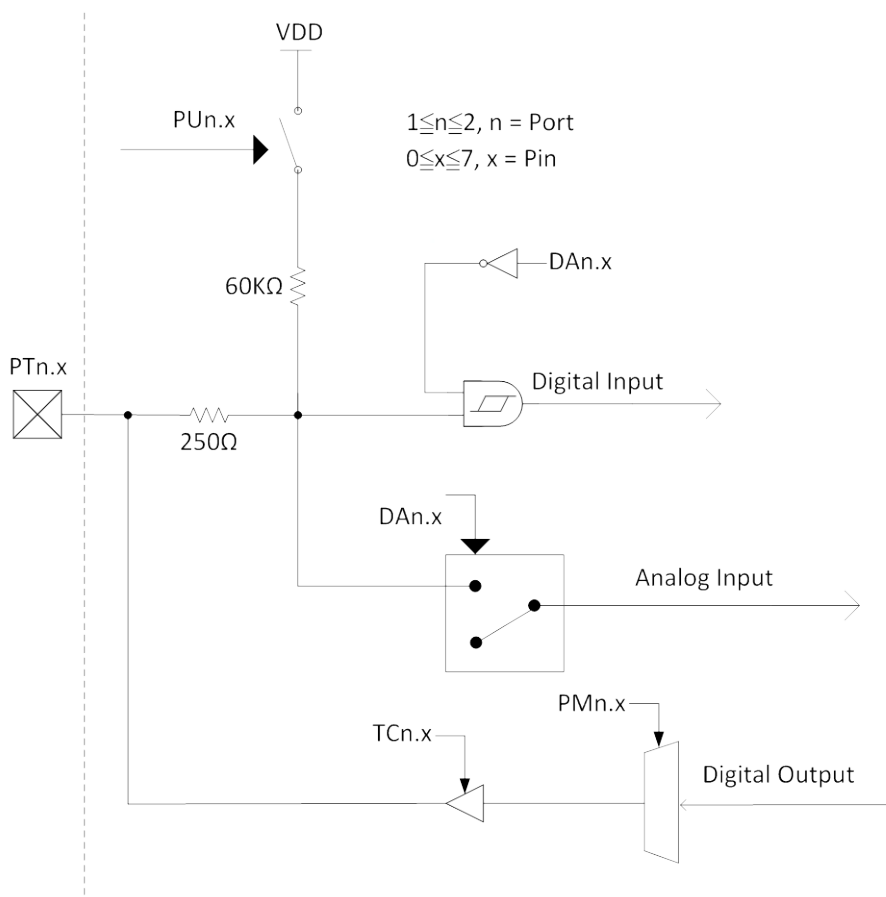 VDD
PUn.x
1≦n≦2, n = Port
0≦x≦7, x = Pin
DAn.x
60KΩ
PTn.x
Digital Input
250Ω
DAn.x
Analog Input
PMn.x
TCn.x
Digital Output